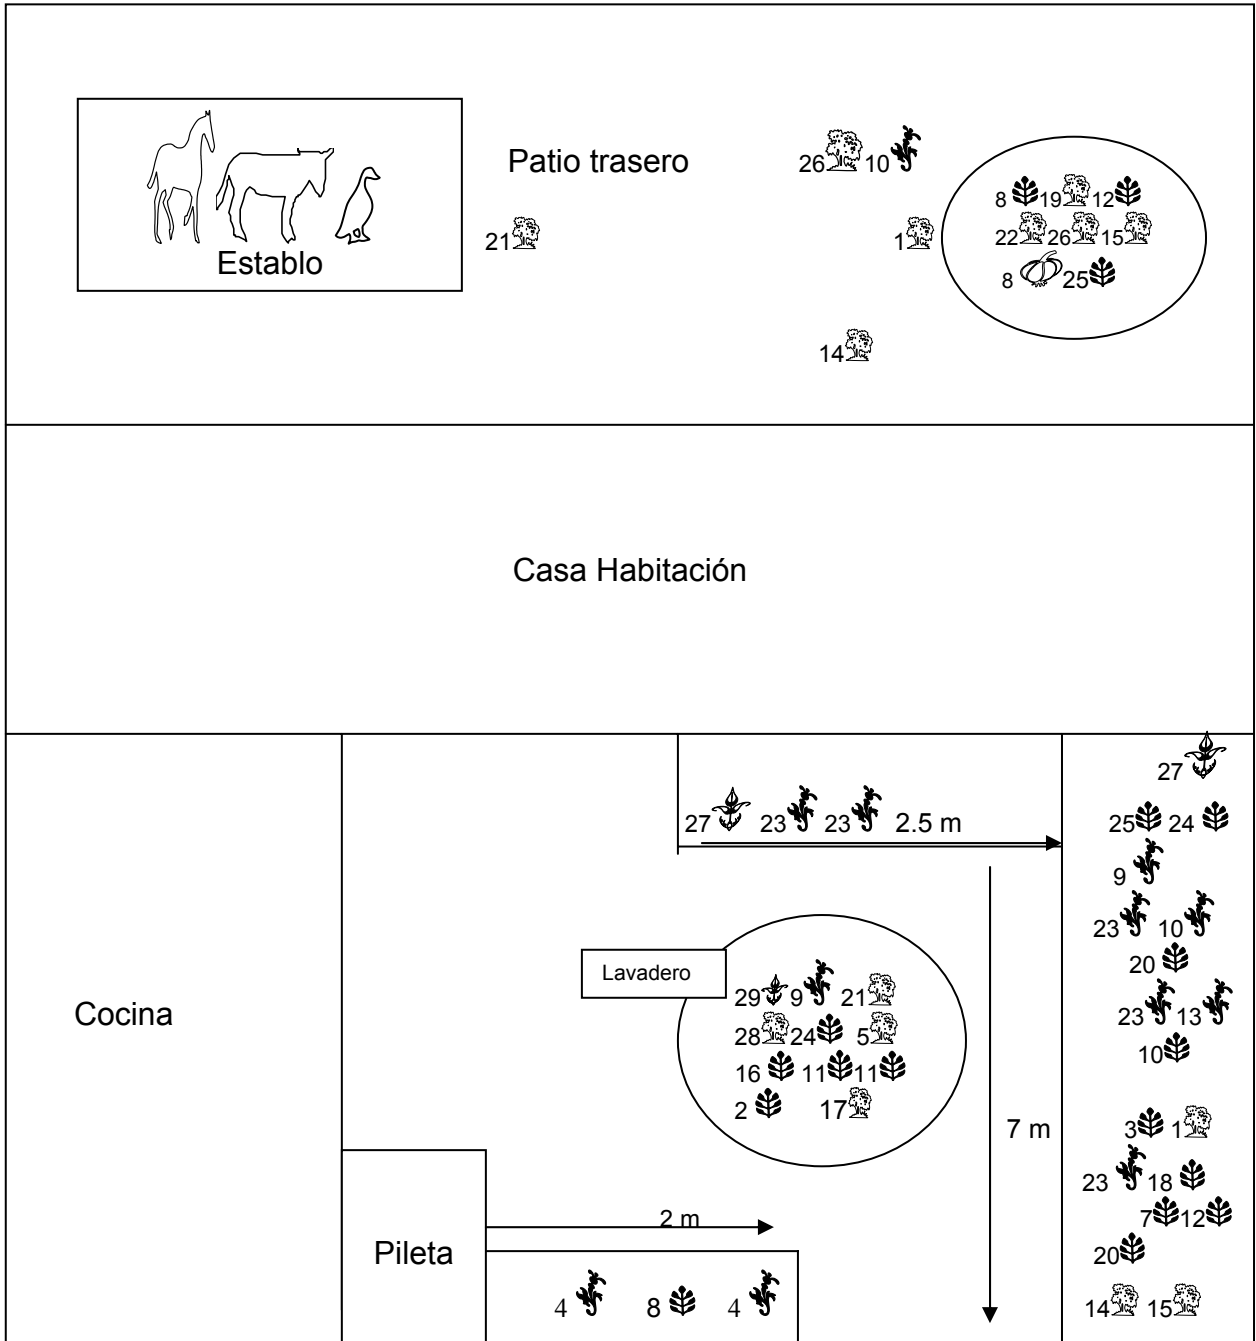 26 10
Patio trasero
8 19 12
21
1
22 26 15
Establo
8 25
14
Casa Habitación
27
27 23 23 2.5 m
25 24
9
23 10
20
Lavadero
29 9 21
28 24 5
16 11 11
2 17
Cocina
23 13
10
7 m
3 1
23 18
7 12
20
2 m
Pileta
4 8 4
14 15